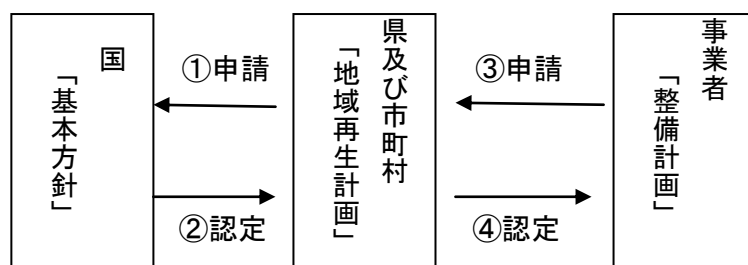 国
「基本方針」
①申請
②認定
県及び市町村
「地域再生計画」
③申請
④認定
事業者
「整備計画」